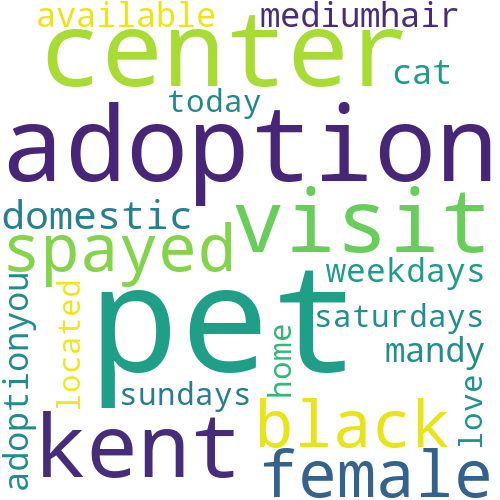 available mediumhair
center
cat
today
adoption
domestic visit
spayed
weekdays
adoptionyou
located
pet
saturdays
home
mandy
sundays
love
kent black
female